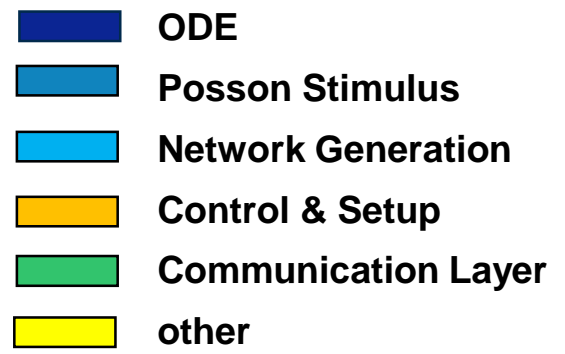 ODE
Posson Stimulus
Network Generation
Control & Setup
Communication Layer
other